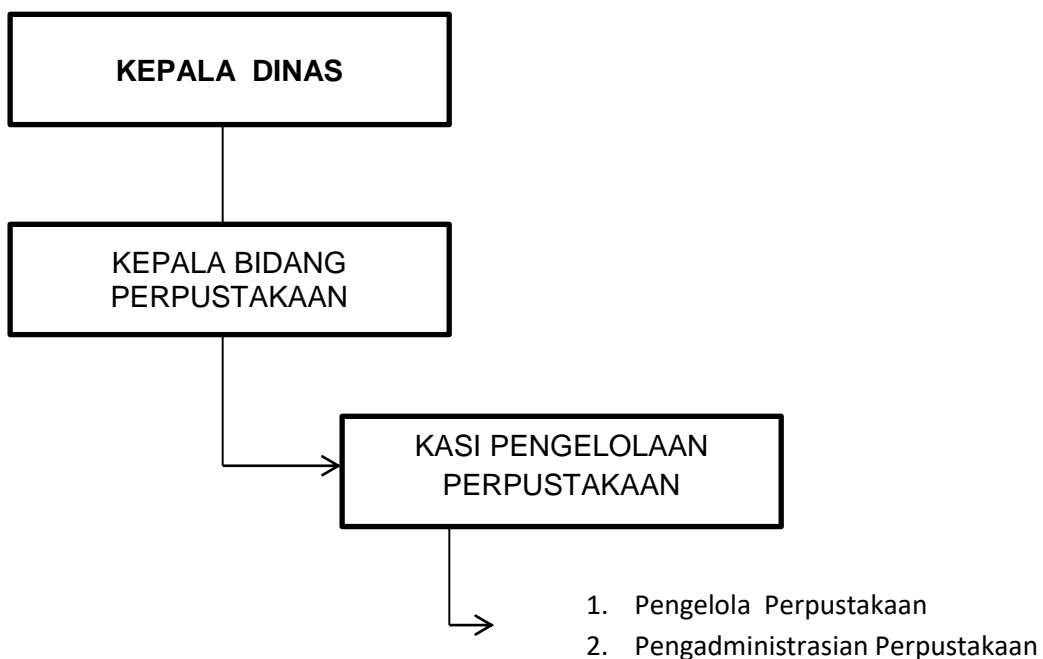 KEPALA DINAS
KEPALA BIDANG
PERPUSTAKAAN
KASI PENGELOLAAN
PERPUSTAKAAN
1. Pengelola Perpustakaan
2. Pengadministrasian Perpustakaan